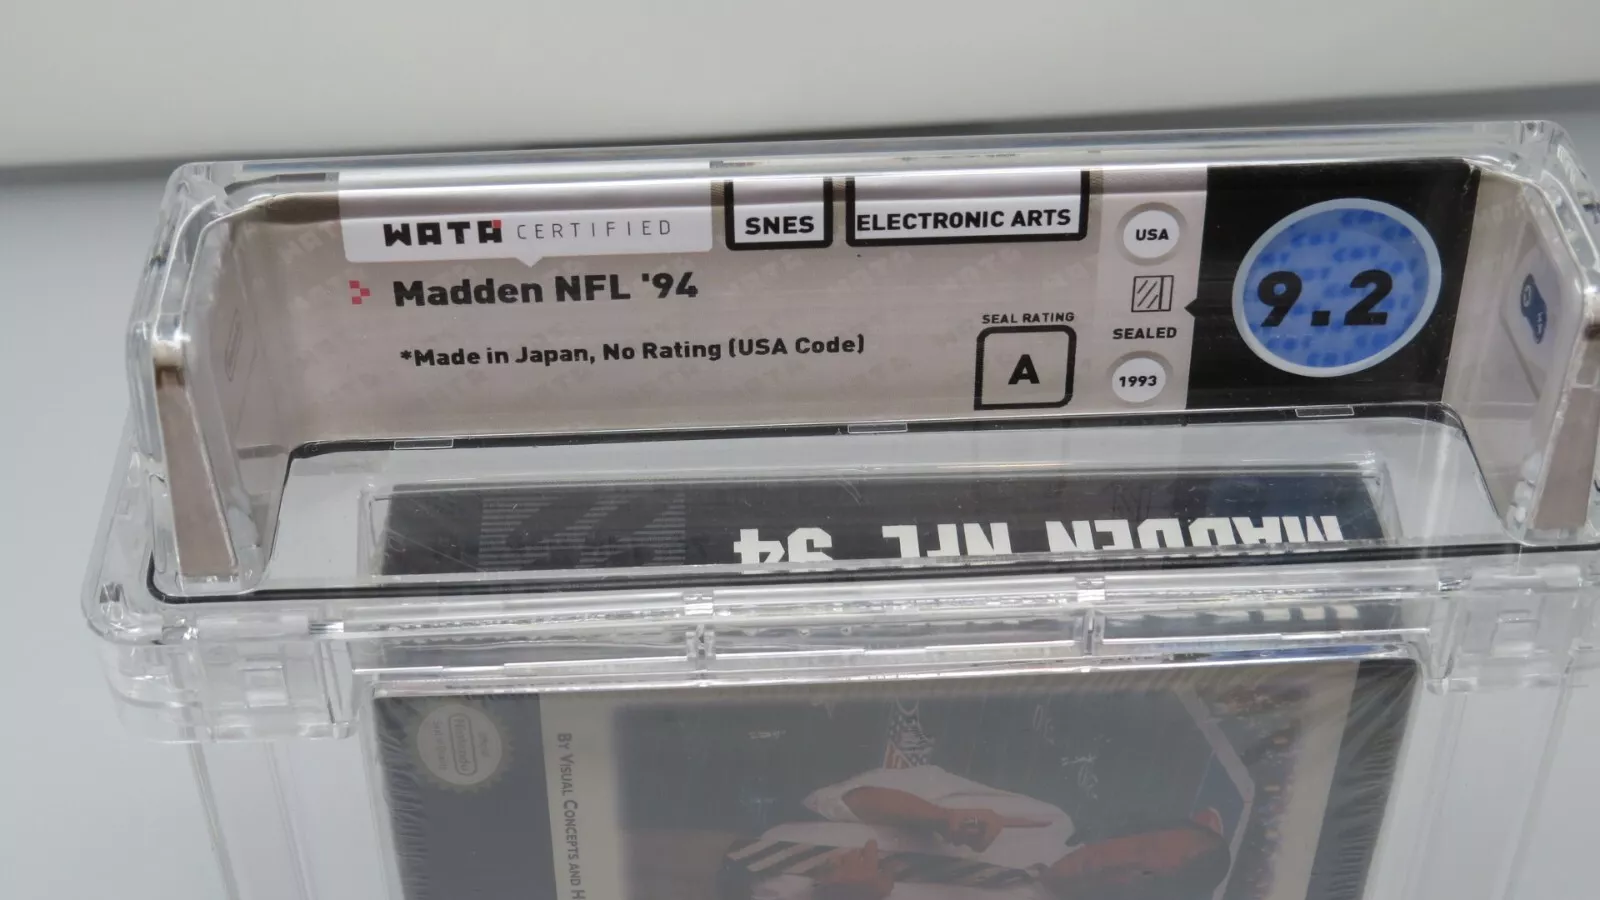 WATA CERTIFIED
SNES
ELECTRONIC ARTS
USA
Madden NFL '94
*Made in Japan, No Rating (USA Code)
SEAL RATING
A
SEALED
1993
9.2
MADDEN NFL 94
BY VISUAL CONCEPTS AND H